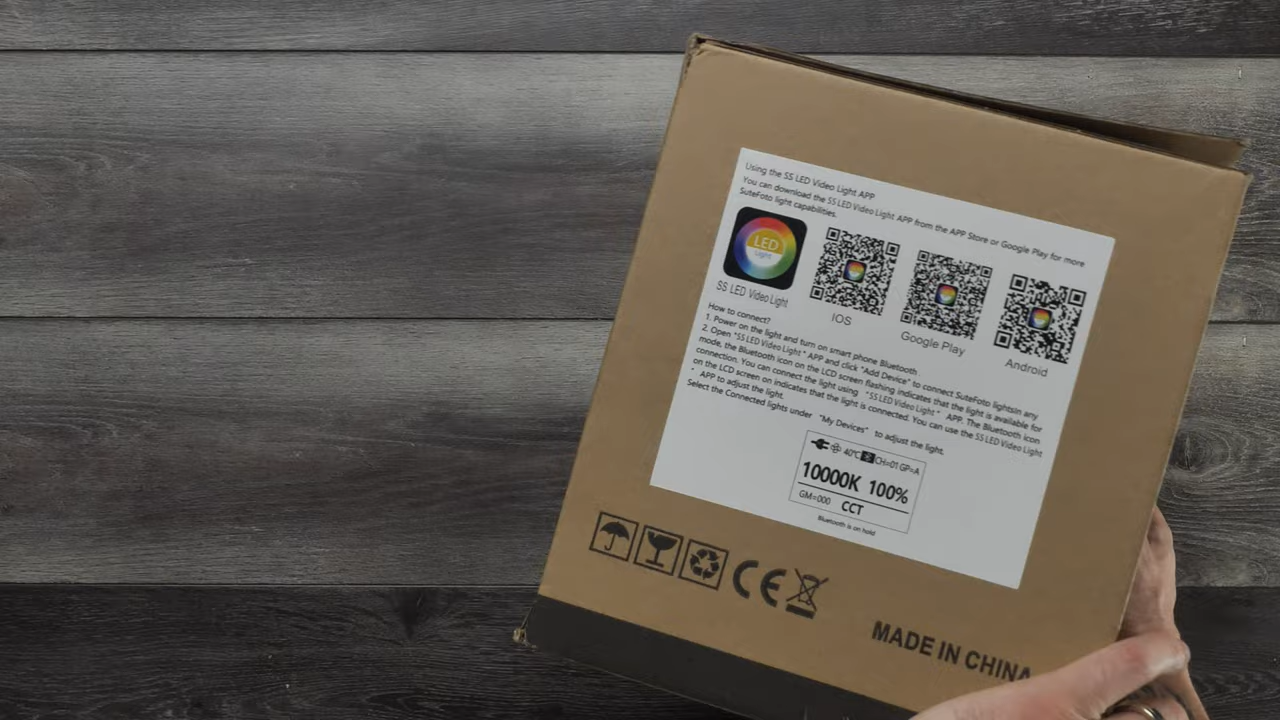 Using the SS LED Video Light APP
You can download the SS LED Video Light APP from the APP Store or Google Play for more
SuteFoto light capabilities.
LED
Light
SS LED Video Light
IOS
Google Play
Android
How to connect?
1. Power on the light and turn on smart phone Bluetooth
2. Open "SS LED Video Light" APP and click "Add Device" to connect SuteFoto lightsin any
mode, the Bluetooth icon on the LCD screen flashing indicates that the light is available for
connection. You can connect the light using "SS LED Video Light" APP. The Bluetooth icon
on the LCD screen on indicates that the light is connected. You can use the SS LED Video Light
" APP to adjust the light.
Select the Connected lights under "My Devices" to adjust the light.
40℃ CH=01 GP=A
10000K 100%
GM=000 CCT
Bluetooth is on hold
CE
MADE IN CHINA